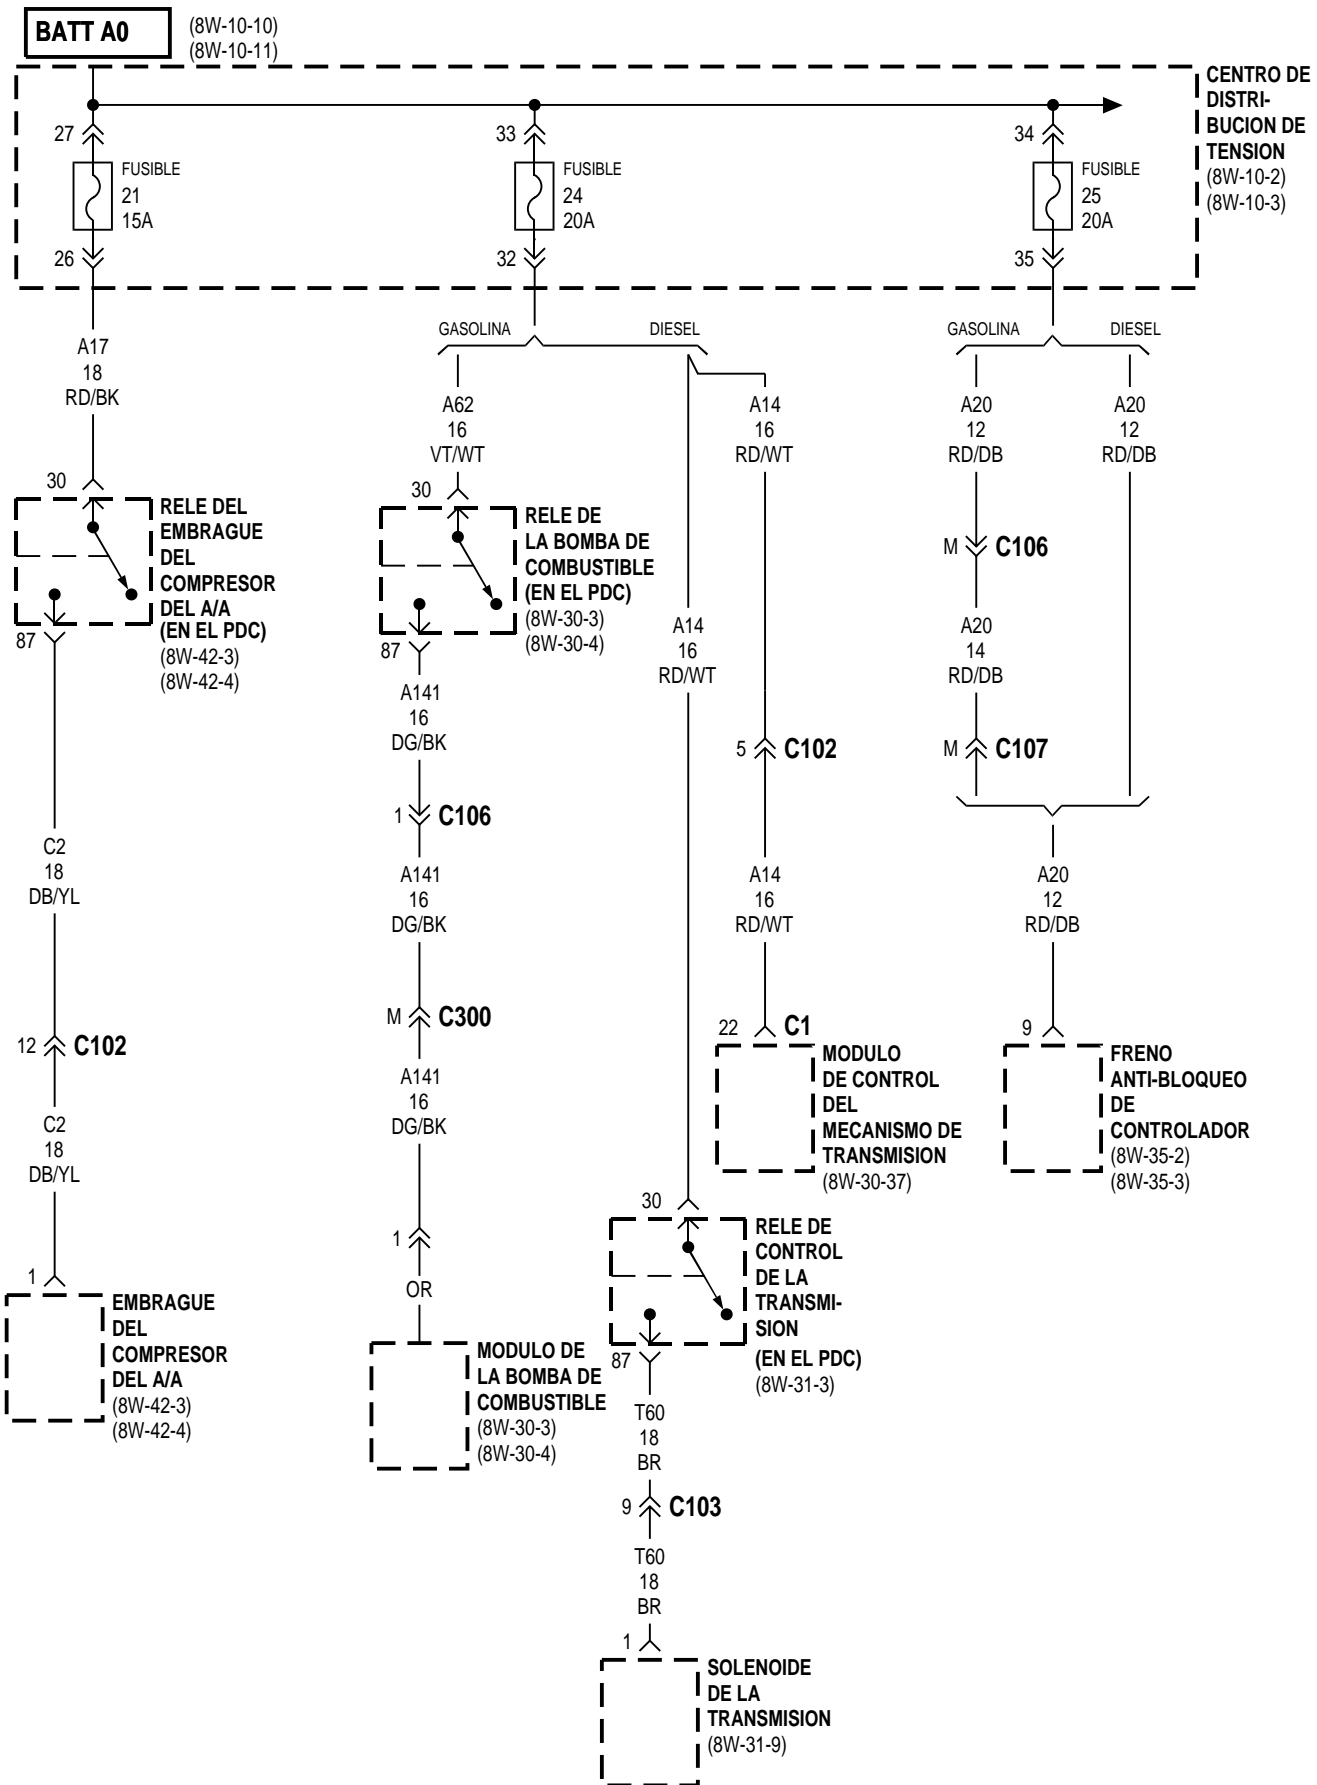 BATT A0
(8W-10-10)
(8W-10-11)
CENTRO DE
DISTRI-
BUCION DE
TENSION
(8W-10-2)
(8W-10-3)
27
FUSIBLE
21
15A
26
33
FUSIBLE
24
20A
32
34
FUSIBLE
25
20A
35
A17
18
RD/BK
30
RELE DEL
EMBRAGUE
DEL
COMPRESOR
DEL A/A
(EN EL PDC)
(8W-42-3)
(8W-42-4)
87
C2
18
DB/YL
12
C102
C2
18
DB/YL
1
EMBRAGUE
DEL
COMPRESOR
DEL A/A
(8W-42-3)
(8W-42-4)
GASOLINA
DIESEL
A62
16
VT/WT
30
RELE DE
LA BOMBA DE
COMBUSTIBLE
(EN EL PDC)
(8W-30-3)
(8W-30-4)
87
A141
16
DG/BK
1
C106
A141
16
DG/BK
M
C300
A141
16
DG/BK
1
OR
MODULO DE
LA BOMBA DE
COMBUSTIBLE
(8W-30-3)
(8W-30-4)
A14
16
RD/WT
30
RELE DE
CONTROL
DE LA
TRANSMI-
SION
(EN EL PDC)
(8W-31-3)
87
T60
18
BR
9
C103
T60
18
BR
1
SOLENOIDE
DE LA
TRANSMISION
(8W-31-9)
A14
16
RD/WT
5
C102
A14
16
RD/WT
22
C1
MODULO
DE CONTROL
DEL
MECANISMO DE
TRANSMISION
(8W-30-37)
GASOLINA
DIESEL
A20
12
RD/DB
A20
12
RD/DB
M
C106
A20
14
RD/DB
M
C107
A20
12
RD/DB
9
FRENO
ANTI-BLOQUEO
DE
CONTROLADOR
(8W-35-2)
(8W-35-3)